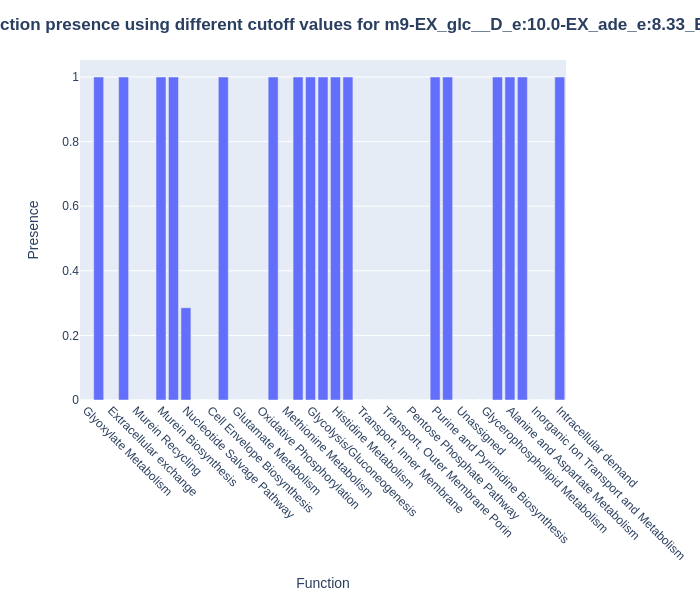 ction presence using different cutoff values for m9-EX_glc__D_e:10.0-EX_ade_e:8.33_E
1
0.8
0.6
0.4
0.2
0
Presence
Glyoxylate Metabolism
Extracellular exchange
Murein Recycling
Murein Biosynthesis
Nucleotide Salvage Pathway
Cell Envelope Biosynthesis
Glutamate Metabolism
Oxidative Phosphorylation
Methionine Metabolism
Glycolysis/Gluconeogenesis
Histidine Metabolism
Transport, Inner Membrane
Transport, Outer Membrane Porin
Pentose Phosphate Pathway
Purine and Pyrimidine Biosynthesis
Unassigned
Glycerophospholipid Metabolism
Alanine and Aspartate Metabolism
Inorganic Ion Transport and Metabolism
Intracellular demand
Function